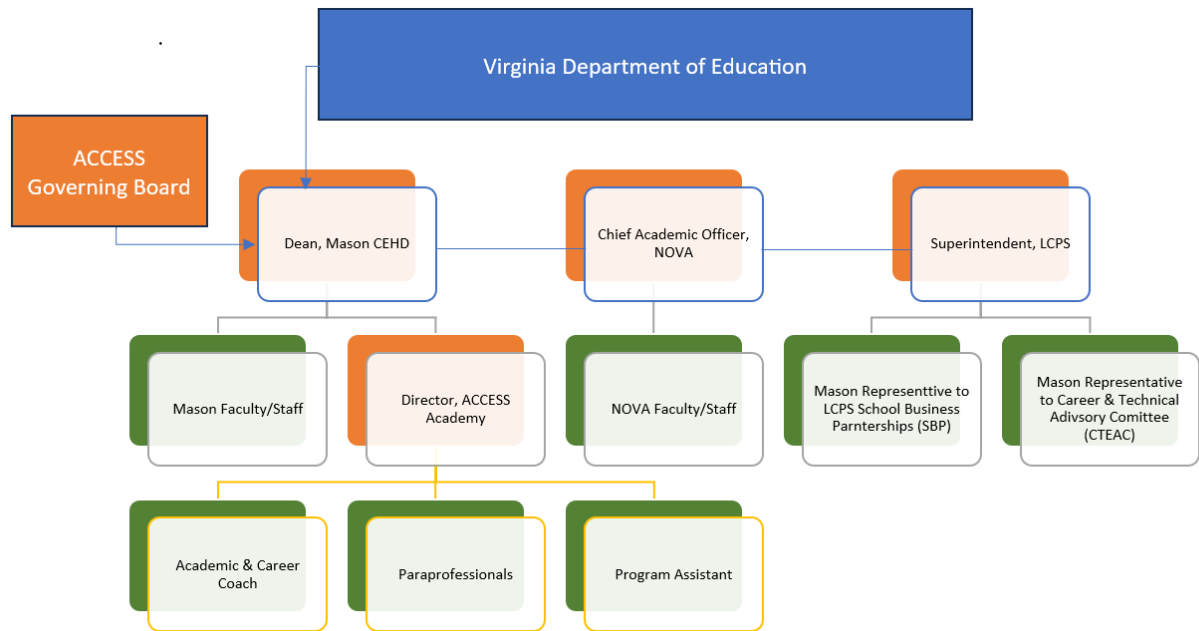 Virginia Department of Education
ACCESS
Governing Board
Dean, Mason CEHD
Chief Academic Officer,
NOVA
Superintendent, LCPS
Mason Faculty/Staff
Director, ACCESS
Academy
NOVA Faculty/Staff
Mason Representtive to
LCPS School Business
Parnterships (SBP)
Mason Representative
to Career & Technical
Adivsory Comittee
(CTEAC)
Academic & Career
Coach
Paraprofessionals
Program Assistant